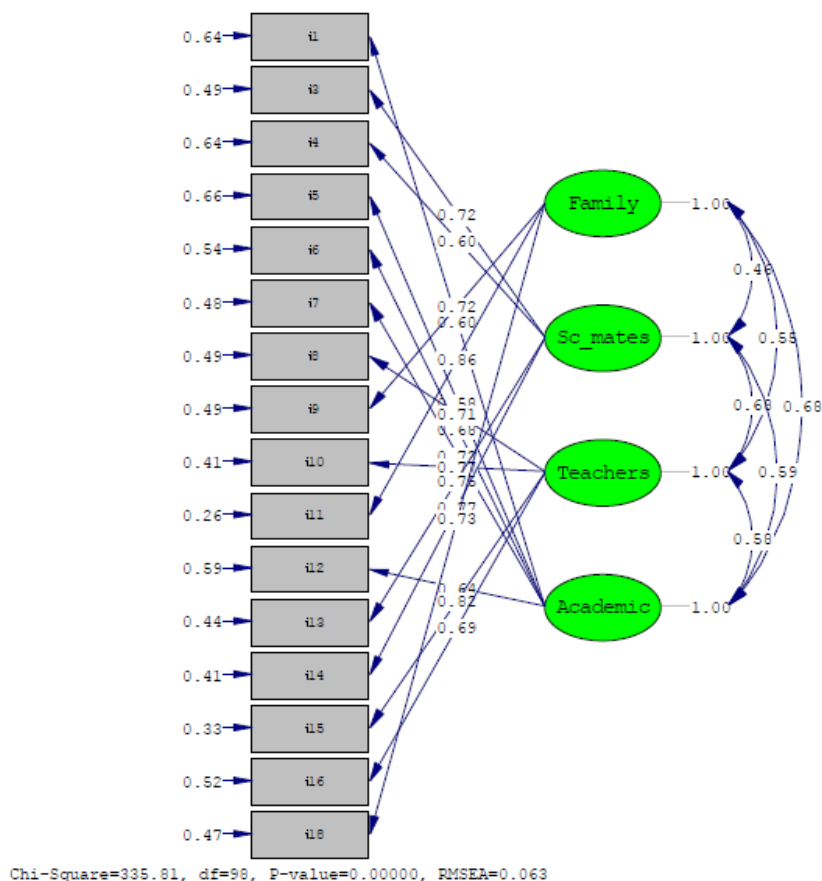 0.64 i1
0.49 i3
0.64 i4
0.66 i5
0.54 i6
0.48 i7
0.49 i8
0.49 i9
0.41 i10
0.26 i11
0.59 i12
0.44 i13
0.41 i14
0.33 i15
0.52 i16
0.47 i18
0.72
0.60
0.72
0.60
0.86
0.71
0.73
0.64
0.82
0.69
Family 1.00
Sc_mates 1.00
Teachers 1.00
Academic 1.00
0.55
0.68
0.59
0.58
Chi-Square=335.81, df=98, P-value=0.00000, RMSEA=0.063